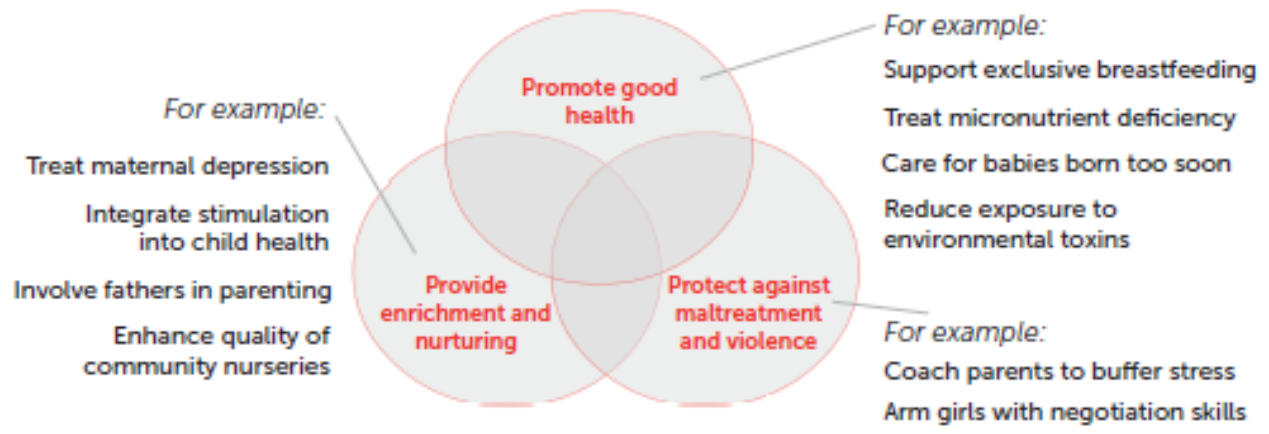 For example:
Treat maternal depression
Integrate stimulation
into child health
Involve fathers in parenting
Enhance quality of
community nurseries
Promote good
health
Provide
enrichment and
nurturing
Protect against
maltreatment
and violence
For example:
Support exclusive breastfeeding
Treat micronutrient deficiency
Care for babies born too soon
Reduce exposure to
environmental toxins
For example:
Coach parents to buffer stress
Arm girls with negotiation skills